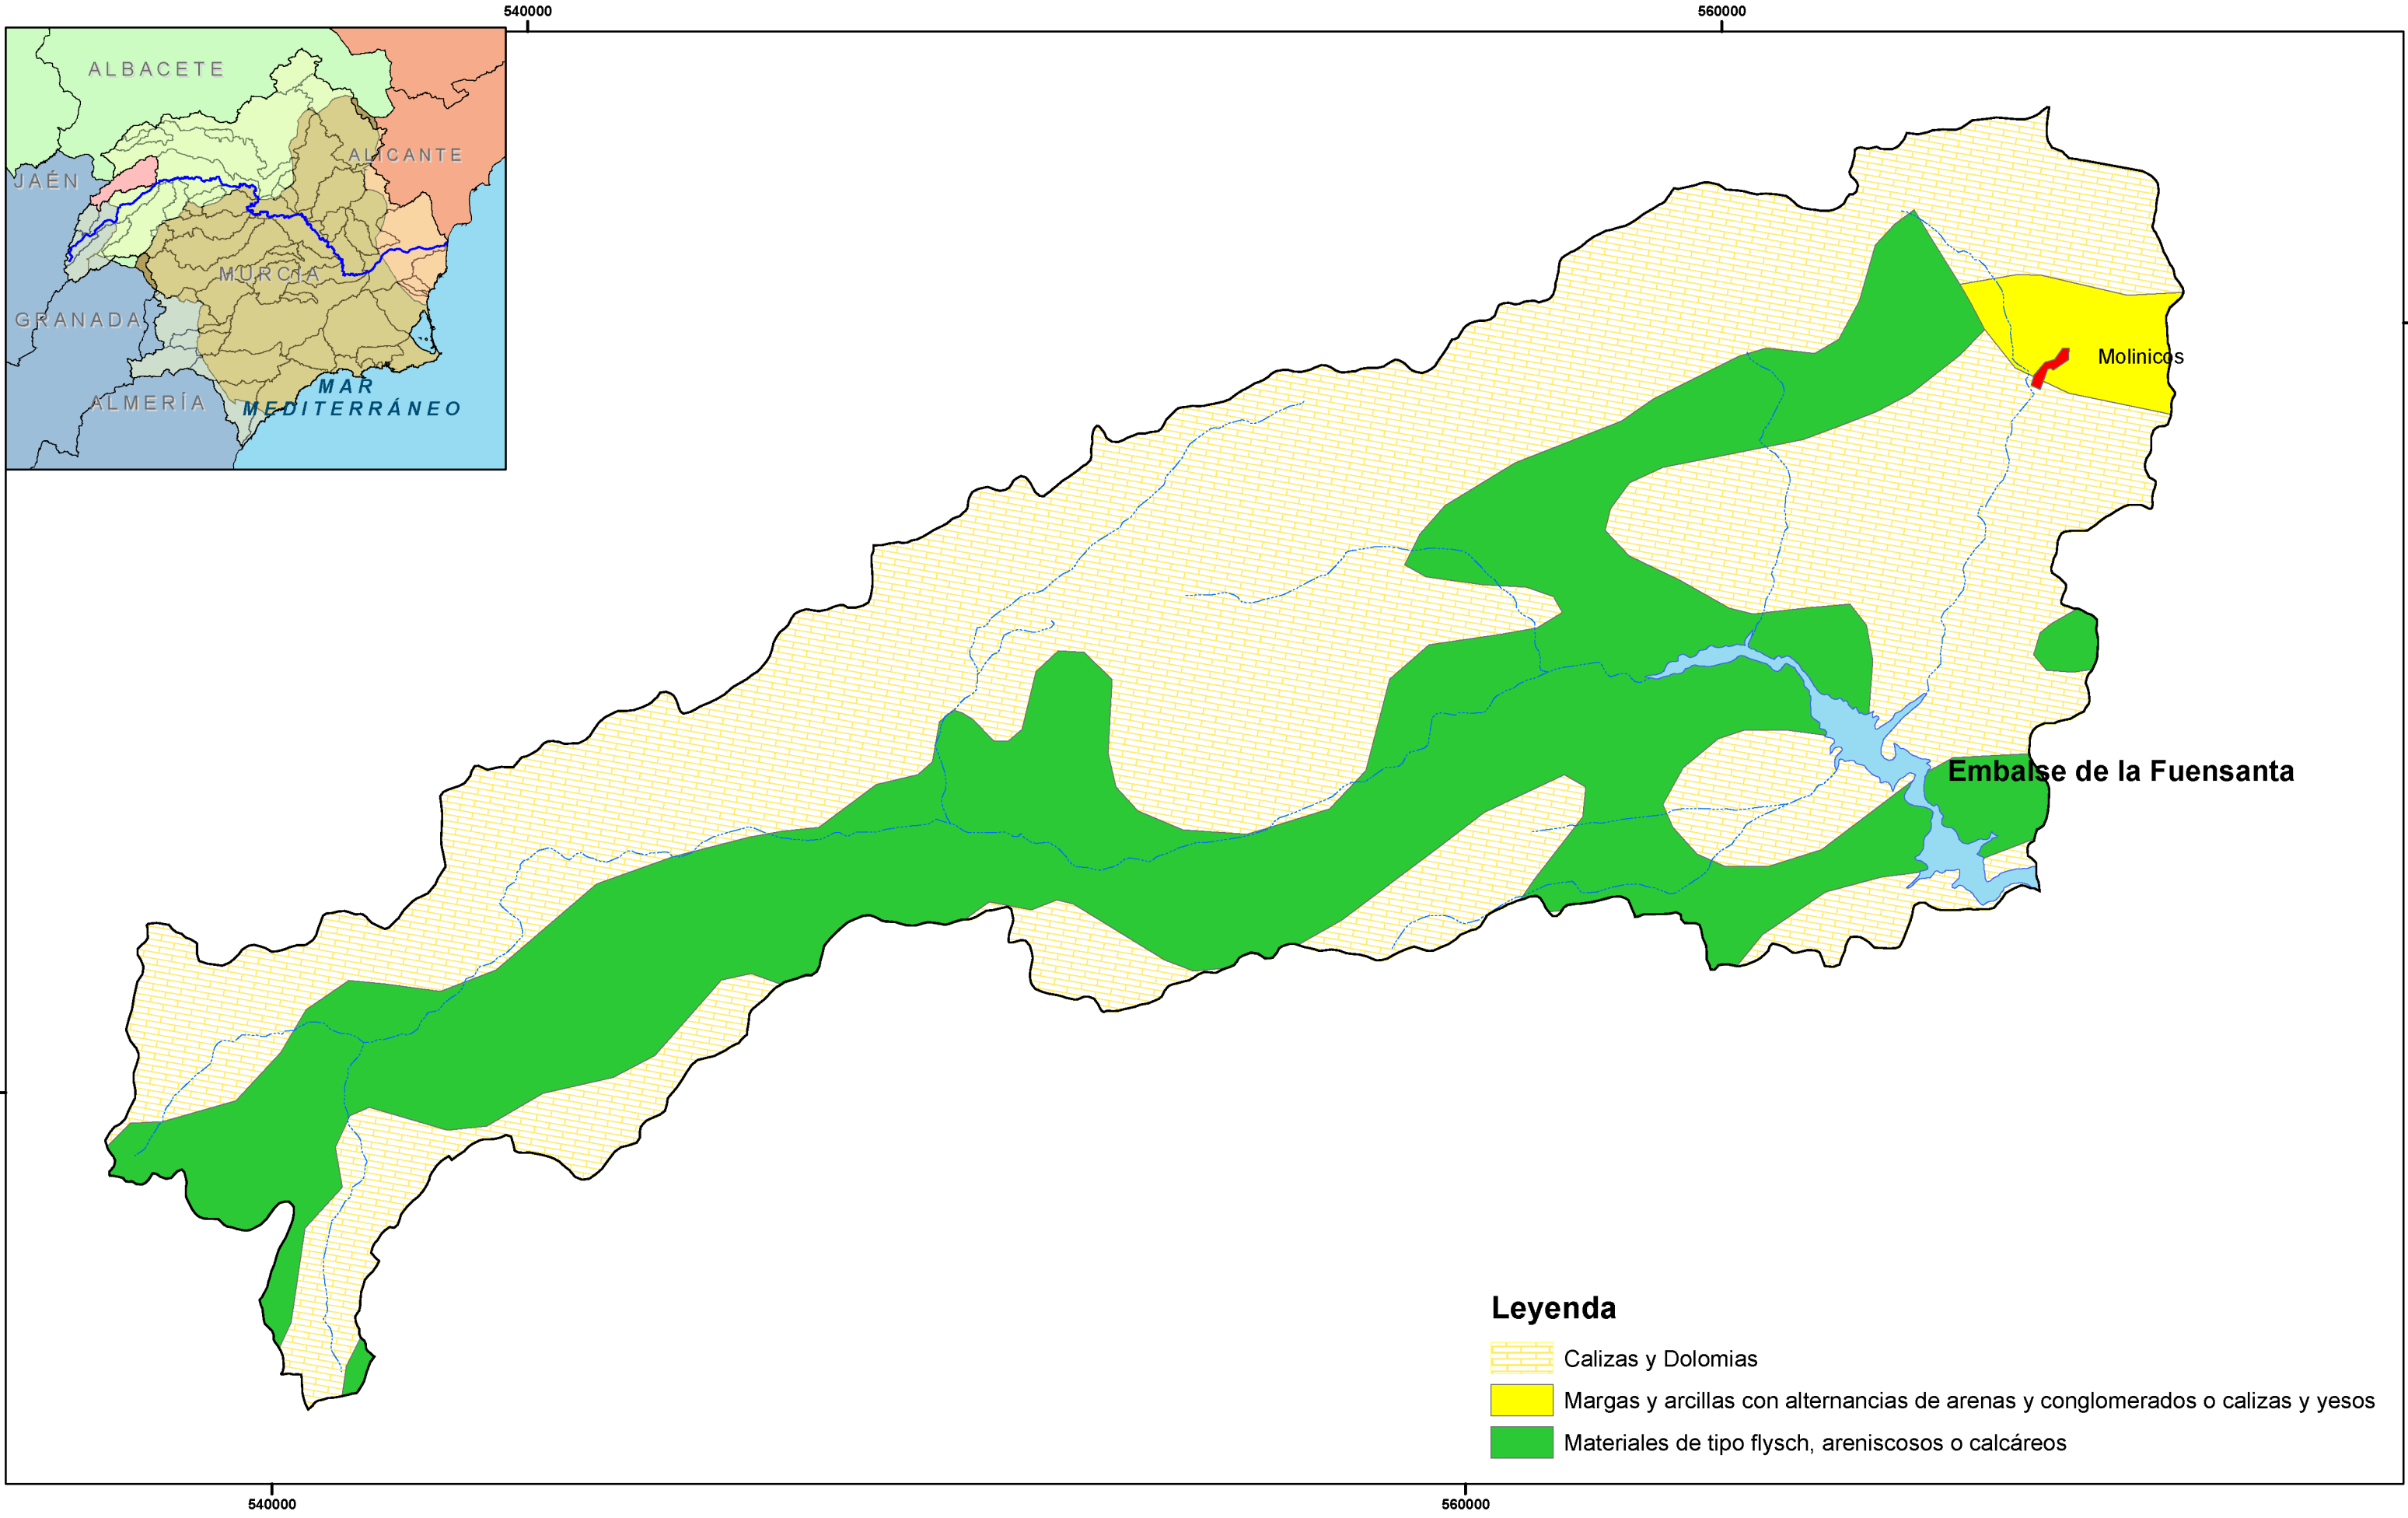 540000
560000
ALBACETE
ALICANTE
JAÉN
MURCIA
GRANADA
MAR
ALMERÍA
MEDITERRÁNEO
Molinicos
Embalse de la Fuensanta
Leyenda
Calizas y Dolomias
Margas y arcillas con alternancias de arenas y conglomerados o calizas y yesos
Materiales de tipo flysch, areniscosos o calcáreos
540000
560000